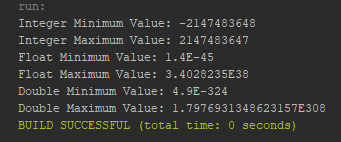 run:
Integer Minimum Value: -2147483648
Integer Maximum Value: 2147483647
Float Minimum Value: 1.4E-45
Float Maximum Value: 3.4028235E38
Double Minimum Value: 4.9E-324
Double Maximum Value: 1.7976931348623157E308
BUILD SUCCESSFUL (total time: 0 seconds)